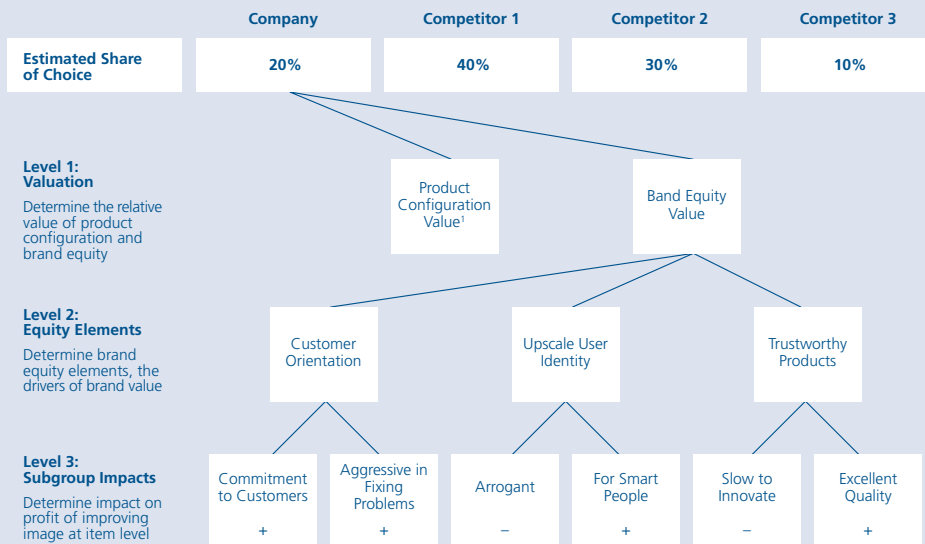 Company
Competitor 1
Competitor 2
Competitor 3
Estimated Share
of Choice
20%
40%
30%
10%
Level 1:
Valuation
Determine the relative
value of product
configuration and
brand equity
Product
Configuration
Value¹
Band Equity
Value
Level 2:
Equity Elements
Determine brand
equity elements, the
drivers of brand value
Customer
Orientation
Upscale User
Identity
Trustworthy
Products
Level 3:
Subgroup Impacts
Determine impact on
profit of improving
image at item level
Commitment
to Customers
+
Aggressive in
Fixing
Problems
+
Arrogant
–
For Smart
People
+
Slow to
Innovate
–
Excellent
Quality
+